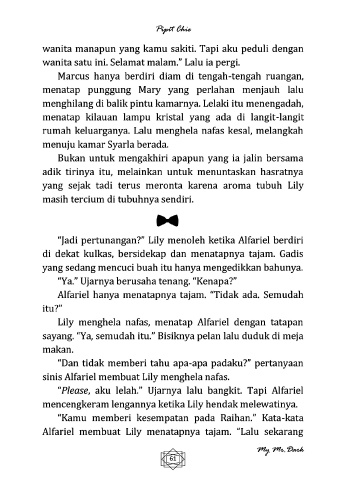 Pipit Chie
wanita manapun yang kamu sakiti. Tapi aku peduli dengan
wanita satu ini. Selamat malam." Lalu ia pergi.
Marcus hanya berdiri diam di tengah-tengah ruangan,
menatap punggung Mary yang perlahan menjauh lalu
menghilang di balik pintu kamarnya. Lelaki itu menengadah,
menatap kilauan lampu kristal yang ada di langit-langit
rumah keluarganya. Lalu menghela nafas kesal, melangkah
menuju kamar Syarla berada.
Bukan untuk mengakhiri apapun yang ia jalin bersama
adik tirinya itu, melainkan untuk menuntaskan hasratnya
yang sejak tadi terus meronta karena aroma tubuh Lily
masih tercium di tubuhnya sendiri.
"Jadi pertunangan?" Lily menoleh ketika Alfariel berdiri
di dekat kulkas, bersidekap dan menatapnya tajam. Gadis
yang sedang mencuci buah itu hanya mengedikkan bahunya.
"Ya." Ujarnya berusaha tenang. "Kenapa?"
Alfariel hanya menatapnya tajam. "Tidak ada. Semudah
itu?"
Lily menghela nafas, menatap Alfariel dengan tatapan
sayang. "Ya, semudah itu." Bisiknya pelan lalu duduk di meja
makan.
"Dan tidak memberi tahu apa-apa padaku?" pertanyaan
sinis Alfariel membuat Lily menghela nafas.
"Please, aku lelah." Ujarnya lalu bangkit. Tapi Alfariel
mencengkeram lengannya ketika Lily hendak melewatinya.
"Kamu memberi kesempatan pada Raihan." Kata-kata
Alfariel membuat Lily menatapnya tajam. "Lalu sekarang
My Mr. Dark
61